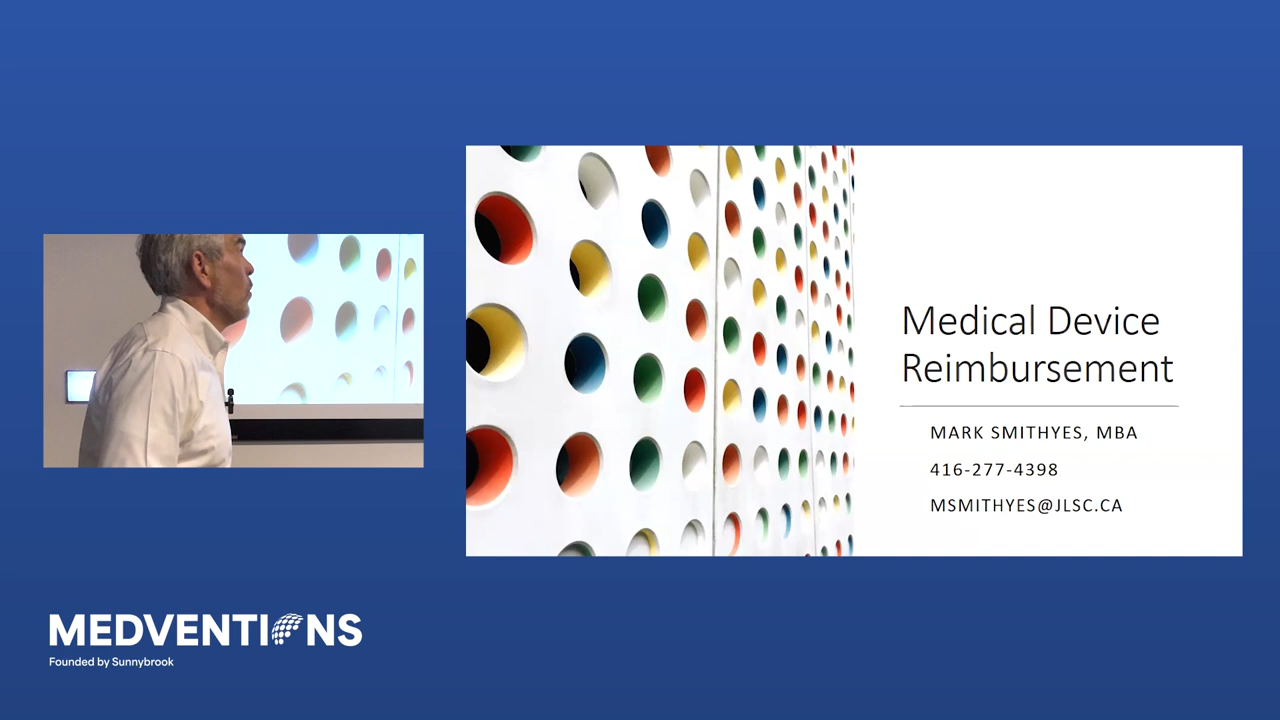 Medical Device
Reimbursement
MARK SMITHYES, MBA
416-277-4398
MSMITHYES@JLSC.CA
MEDVENTIONS
Founded by Sunnybrook